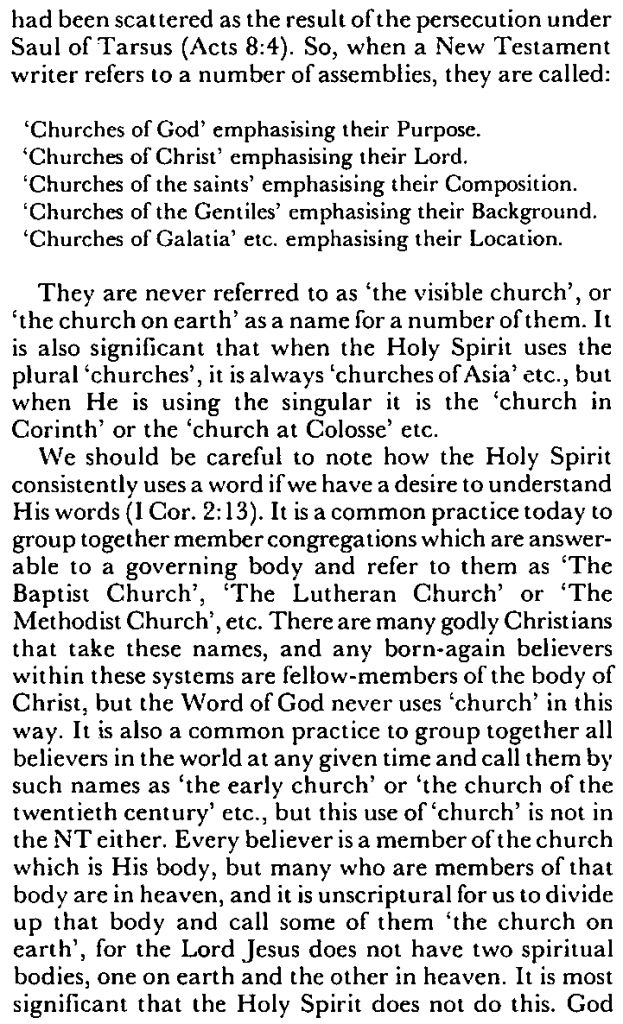 had been scattered as the result of the persecution under
Saul of Tarsus (Acts 8:4). So, when a New Testament
writer refers to a number of assemblies, they are called:
‘Churches of God’ emphasising their Purpose.
‘Churches of Christ’ emphasising their Lord.
‘Churches of the saints’ emphasising their Composition.
‘Churches of the Gentiles’ emphasising their Background.
‘Churches of Galatia’ etc. emphasising their Location.
They are never referred to as ‘the visible church’, or
‘the church on earth’ as a name for a number of them. It
is also significant that when the Holy Spirit uses the
plural ‘churches’, it is always ‘churches of Asia’ etc., but
when He is using the singular it is the ‘church in
Corinth’ or the ‘church at Colosse’ etc.
We should be careful to note how the Holy Spirit
consistently uses a word if we have a desire to understand
His words (1 Cor. 2:13). It is a common practice today to
group together member congregations which are answer-
able to a governing body and refer to them as ‘The
Baptist Church’, ‘The Lutheran Church’ or ‘The
Methodist Church’, etc. There are many godly Christians
that take these names, and any born-again believers
within these systems are fellow-members of the body of
Christ, but the Word of God never uses ‘church’ in this
way. It is also a common practice to group together all
believers in the world at any given time and call them by
such names as ‘the early church’ or ‘the church of the
twentieth century’ etc., but this use of ‘church’ is not in
the NT either. Every believer is a member of the church
which is His body, but many who are members of that
body are in heaven, and it is unscriptural for us to divide
up that body and call some of them ‘the church on
earth’, for the Lord Jesus does not have two spiritual
bodies, one on earth and the other in heaven. It is most
significant that the Holy Spirit does not do this. God